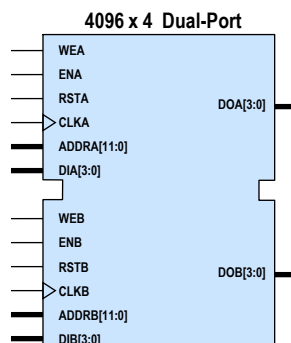 4096 x 4 Dual-Port
WEA
ENA
RSTA
DOA[3:0]
CLKA
ADDRA[11:0]
DIA[3:0]
WEB
ENB
RSTB
DOB[3:0]
CLKB
ADDRB[11:0]
DIB[3:0]